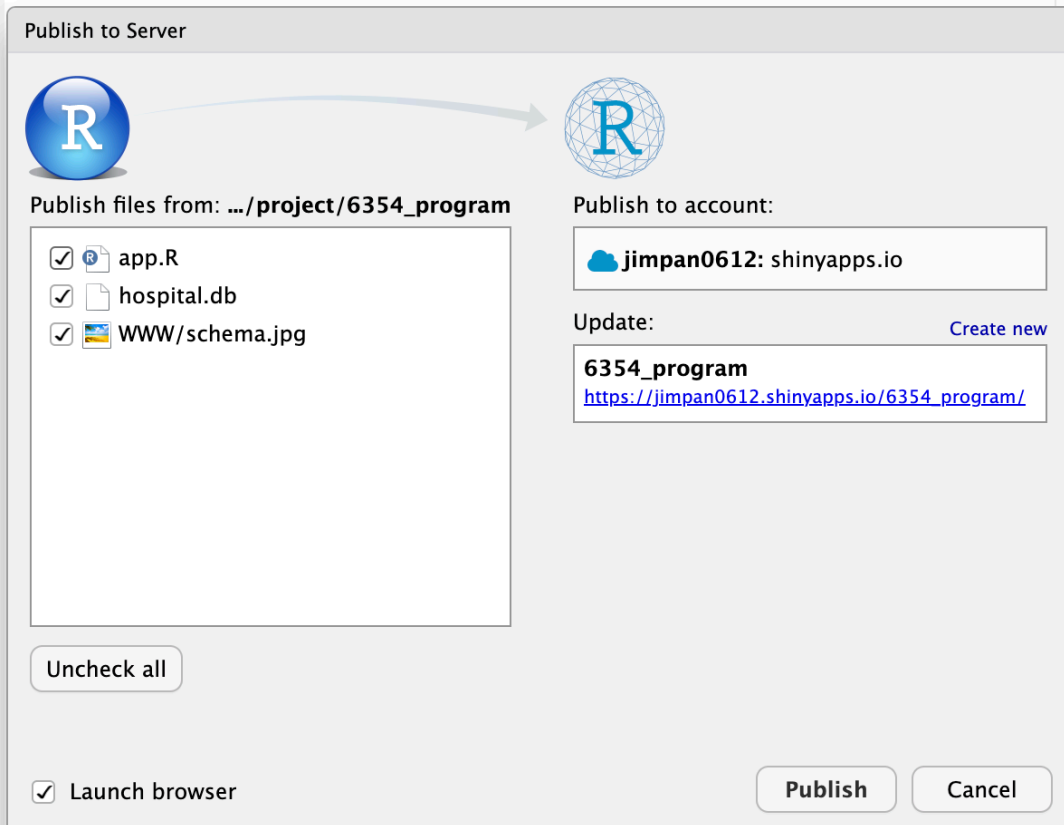 Publish to Server
R
R
Publish files from: .../project/6354_program
R app.R
hospital.db
WWW/schema.jpg
Uncheck all
Publish to account:
jimpan0612: shinyapps.io
Update:
Create new
6354_program
https://jimpan0612.shinyapps.io/6354_program/
Launch browser
Publish
Cancel